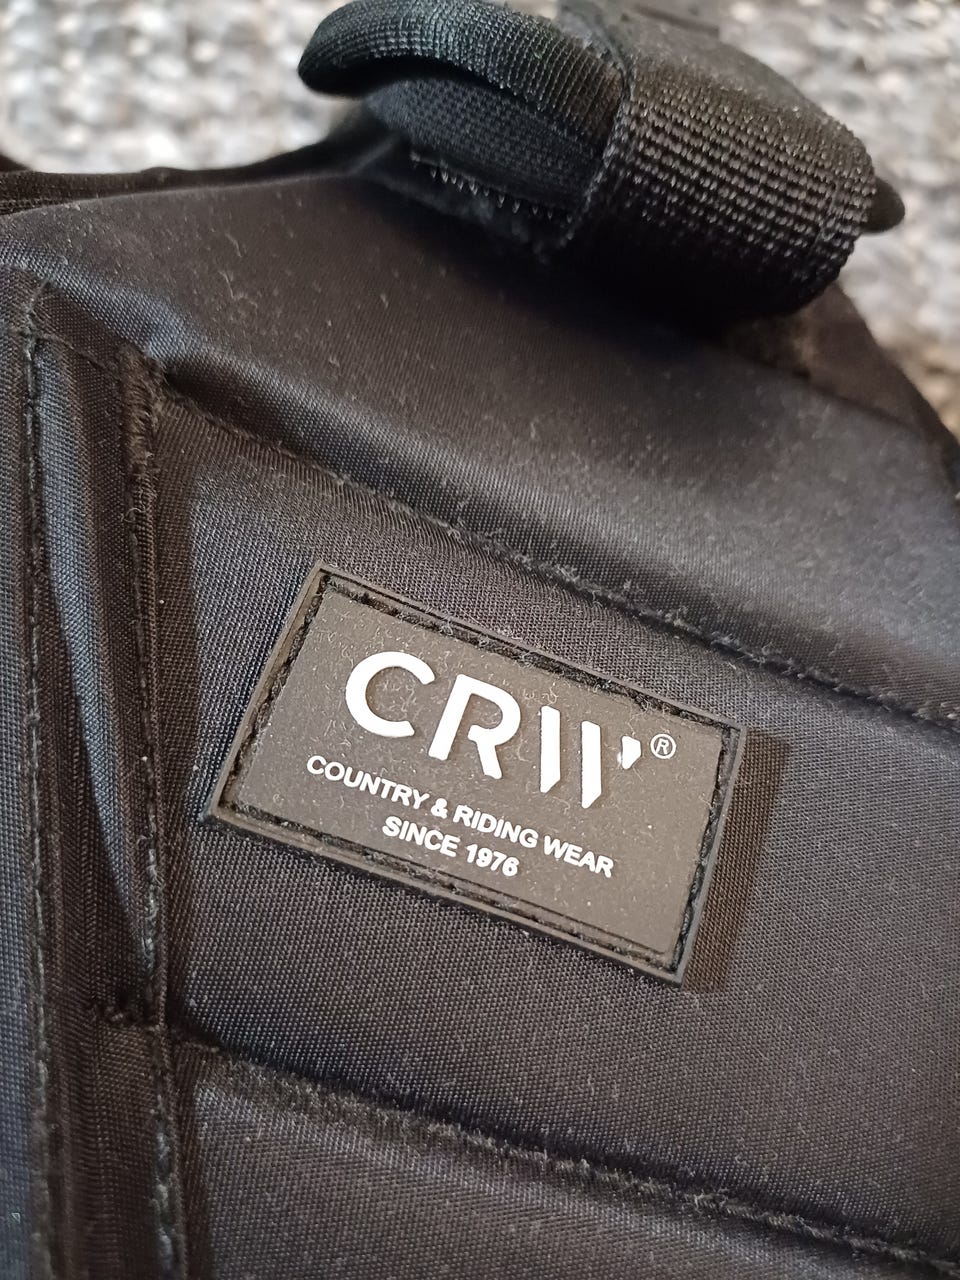 CRW®
COUNTRY & RIDING WEAR
SINCE 1976